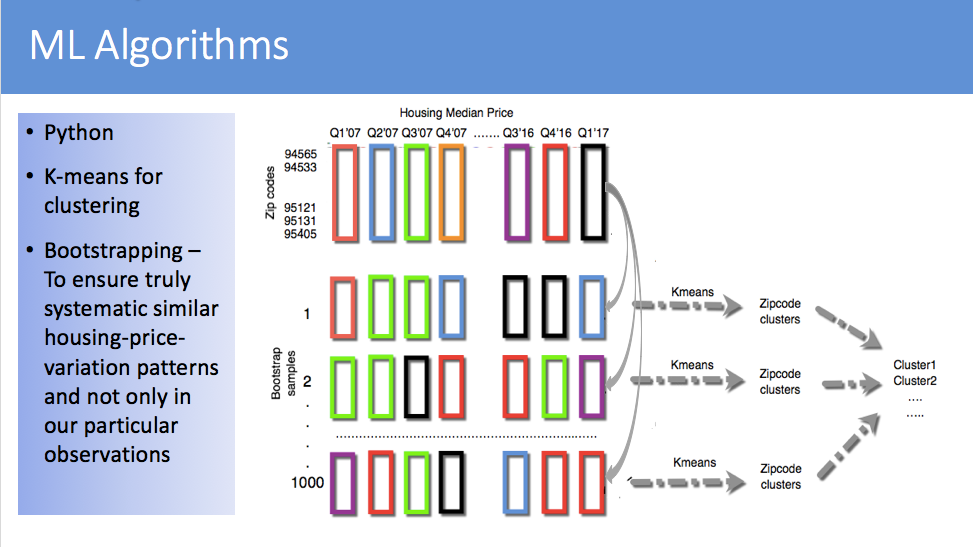 ML Algorithms
• Python
• K-means for
clustering
• Bootstrapping –
To ensure truly
systematic similar
housing-price-
variation patterns
and not only in
our particular
observations
Housing Median Price
Q1'07 Q2'07 Q3'07 Q4'07 ....... Q3'16 Q4'16 Q1'17
Zip codes
94565
94533
95121
95131
95405
Bootstrap
samples
1
2
.
.
.
.
1000
Kmeans
Zipcode
clusters
Kmeans
Zipcode
clusters
Kmeans
Zipcode
clusters
Cluster1
Cluster2
....
.....